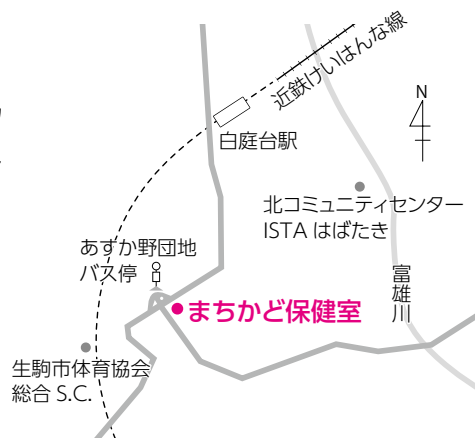 近鉄けいはんな線
N
白庭台駅
北コミュニティセンター
ISTA はばたき
あすか野団地
バス停
富雄川
まちかど保健室
生駒市体育協会
総合 S.C.